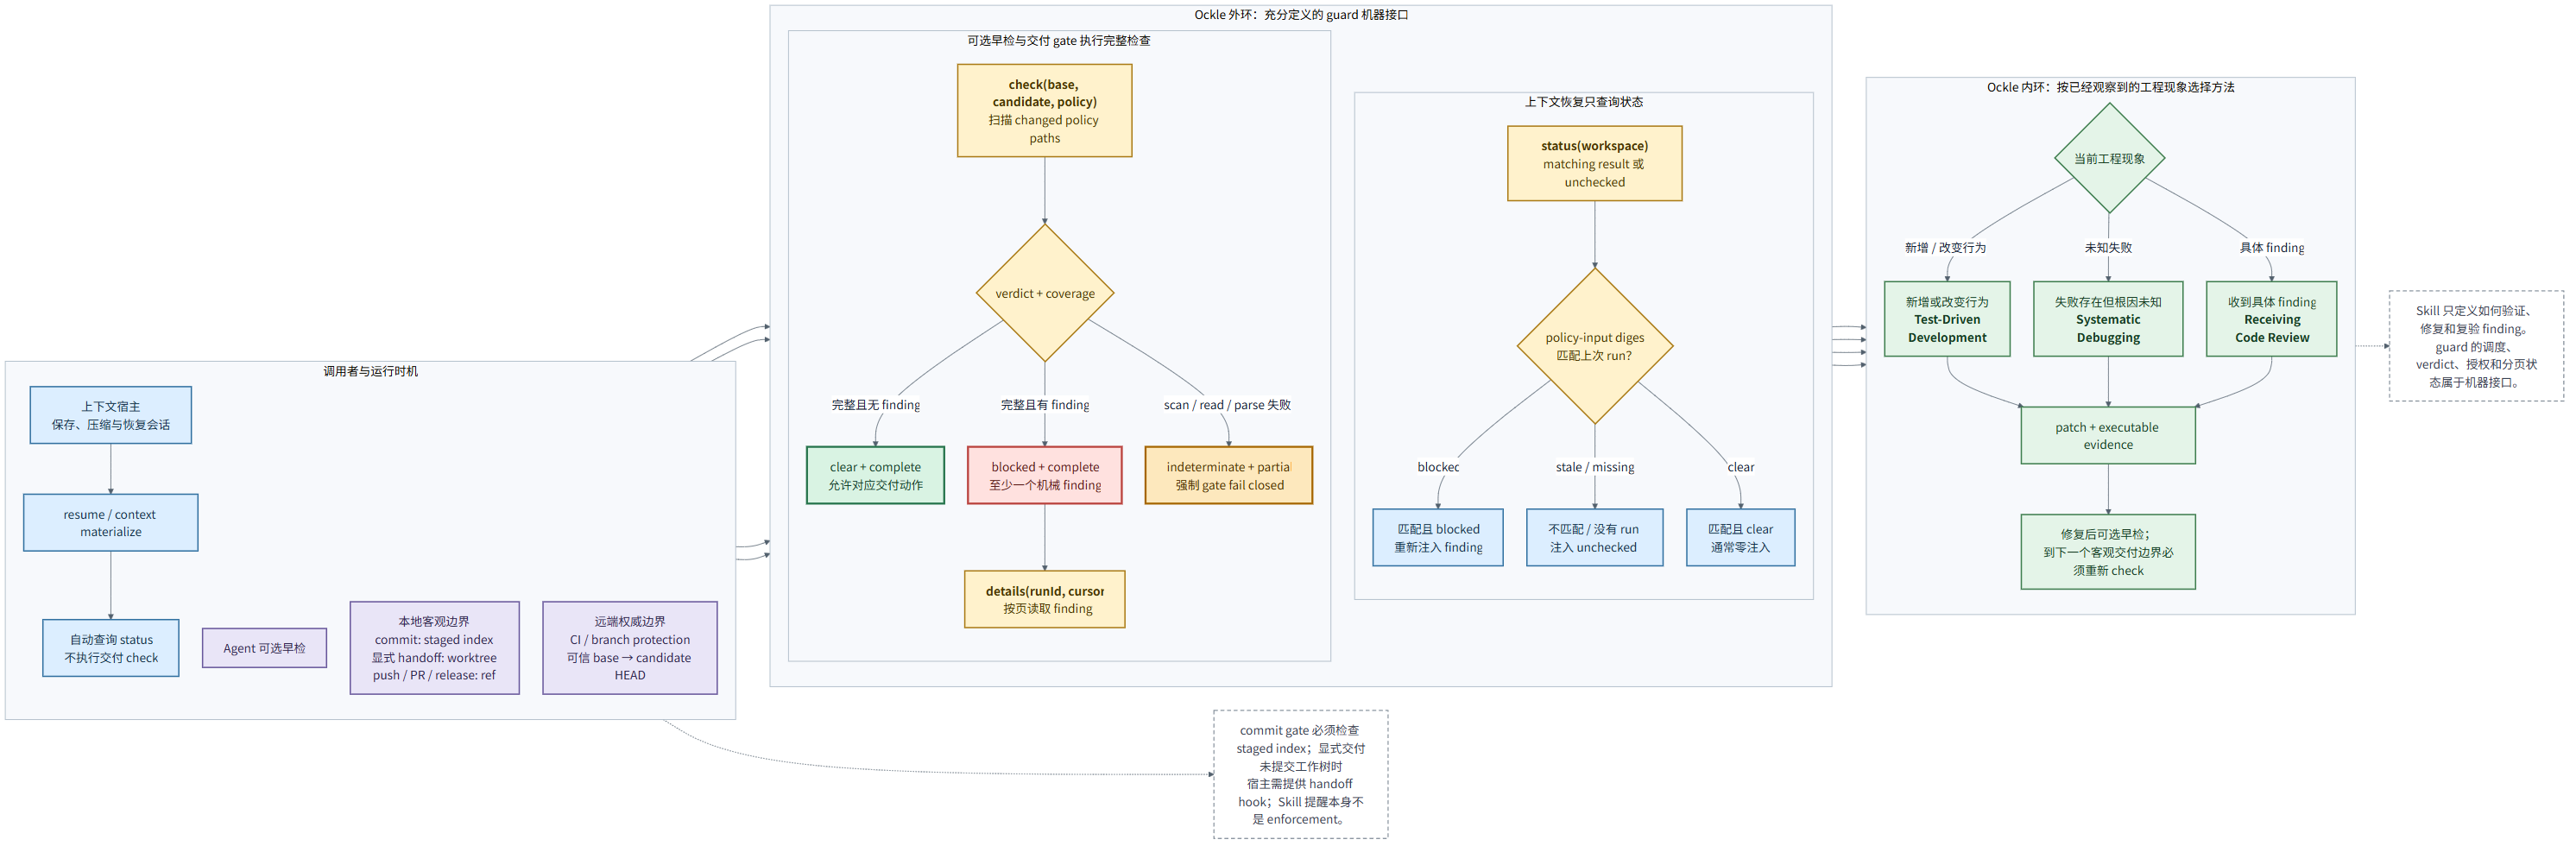 调用者与运行时机
上下文宿主
保存、压缩与恢复会话
resume / context
materialize
自动查询 status
不执行交付 check
Agent 可选早检
本地客观边界
commit: staged index
显式 handoff: worktree
push / PR / release: ref
远端权威边界
CI / branch protection
可信 base → candidate
HEAD
Ockle 外环：充分定义的 guard 机器接口
可选早检与交付 gate 执行完整检查
check(base,
candidate, policy)
扫描 changed policy
paths
verdict + coverage
完整且无 finding
完整且有 finding
scan / read / parse 失败
clear + complete
允许对应交付动作
blocked + complete
至少一个机械 finding
indeterminate + partial
强制 gate fail closed
details(runId, cursor
按页读取 finding
上下文恢复只查询状态
status(workspace)
matching result 或
unchecked
policy-input diges
匹配上次 run?
blocked
stale / missing
clear
匹配且 blocked
重新注入 finding
不匹配 / 没有 run
注入 unchecked
匹配且 clear
通常零注入
commit gate 必须检查
staged index；显式交付
未提交工作树时
宿主需提供 handoff
hook；Skill 提醒本身不
是 enforcement。
Ockle 内环：按已经观察到的工程现象选择方法
当前工程现象
新增 / 改变行为
未知失败
具体 finding
新增或改变行为
Test-Driven
Development
失败存在但根因未知
Systematic
Debugging
收到具体 finding
Receiving
Code Review
patch + executable
evidence
修复后可选早检；
到下一个客观交付边界必
须重新 check
Skill 只定义如何验证、
修复和复验 finding。
guard 的调度、
verdict、授权和分页状
态属于机器接口。